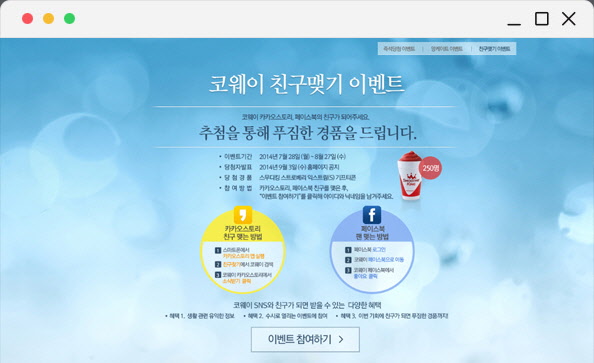 즉석당첨 이벤트 | 앙케이트 이벤트 | 친구맺기 이벤트
코웨이 친구맺기 이벤트
코웨이 카카오스토리, 페이스북의 친구가 되어주세요.
추첨을 통해 푸짐한 경품을 드립니다.
• 이벤트기간 2014년 7월 28일 (월) ~ 8월 27일 (수)
• 당첨자발표 2014년 9월 3일 (수) 홈페이지 공지
• 당 첨 경 품 스무디킹 스트로베리 익스트림(S) 기프티콘
250명
• 참 여 방 법 카카오스토리, 페이스북 친구를 맺은 후,
"이벤트 참여하기"를 클릭해 아이디와 닉네임을 남겨주세요.
카카오스토리
친구 맺는 방법
1 스마트폰에서
카카오스토리 앱 실행
2 친구찾기에서 코웨이 검색
3 코웨이 카카오스토리에서
소식받기 클릭
f
페이스북
팬 맺는 방법
1 페이스북 로그인
2 코웨이 페이스북으로 이동
3 코웨이 페이스북에서
좋아요 클릭
코웨이 SNS와 친구가 되면 받을 수 있는 다양한 혜택
• 혜택 1. 생활 관련 유익한 정보 • 혜택 2. 수시로 열리는 이벤트에 참여 • 혜택 3. 이번 기회에 친구가 되면 푸짐한 경품까지!
이벤트 참여하기 >